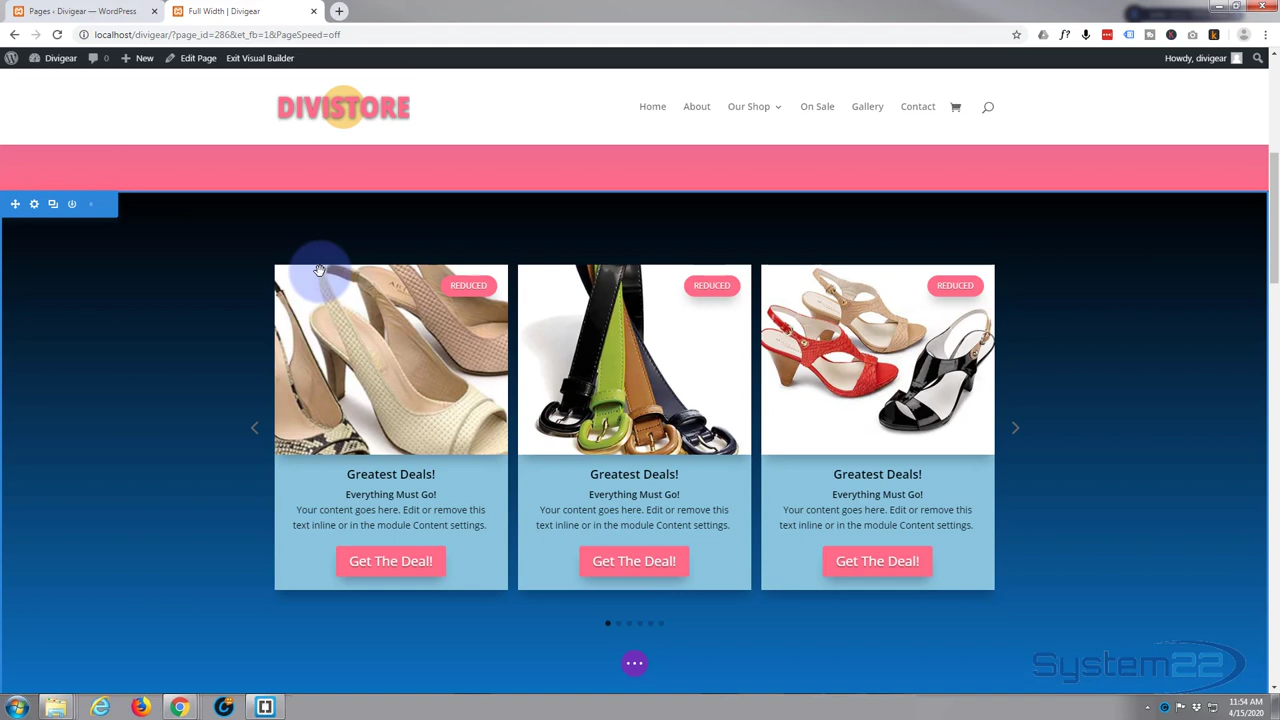 Pages ‹ Divigear — WordPress
Full Width | Divigear
localhost/divigear/?page_id=286&et_fb=1&PageSpeed=off
Divigear 0 New Edit Page Exit Visual Builder Howdy, divigear
DIVISTORE
Home About Our Shop On Sale Gallery Contact
REDUCED
REDUCED
REDUCED
Greatest Deals!
Everything Must Go!
Your content goes here. Edit or remove this
text inline or in the module Content settings.
Get The Deal!
Greatest Deals!
Everything Must Go!
Your content goes here. Edit or remove this
text inline or in the module Content settings.
Get The Deal!
Greatest Deals!
Everything Must Go!
Your content goes here. Edit or remove this
text inline or in the module Content settings.
Get The Deal!
System22
11:54 AM
4/15/2020